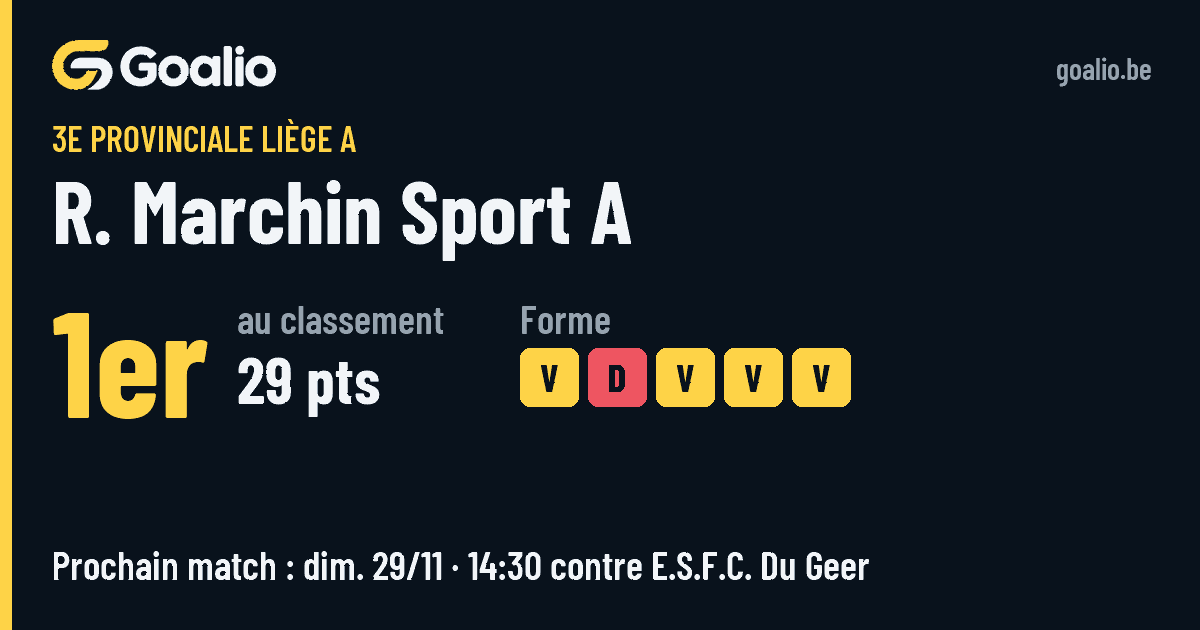 Goalio
goalio.be
3E PROVINCIALE LIÈGE A
R. Marchin Sport A
1er
au classement
29 pts
Forme
V D V V V
Prochain match : dim. 29/11 · 14:30 contre E.S.F.C. Du Geer